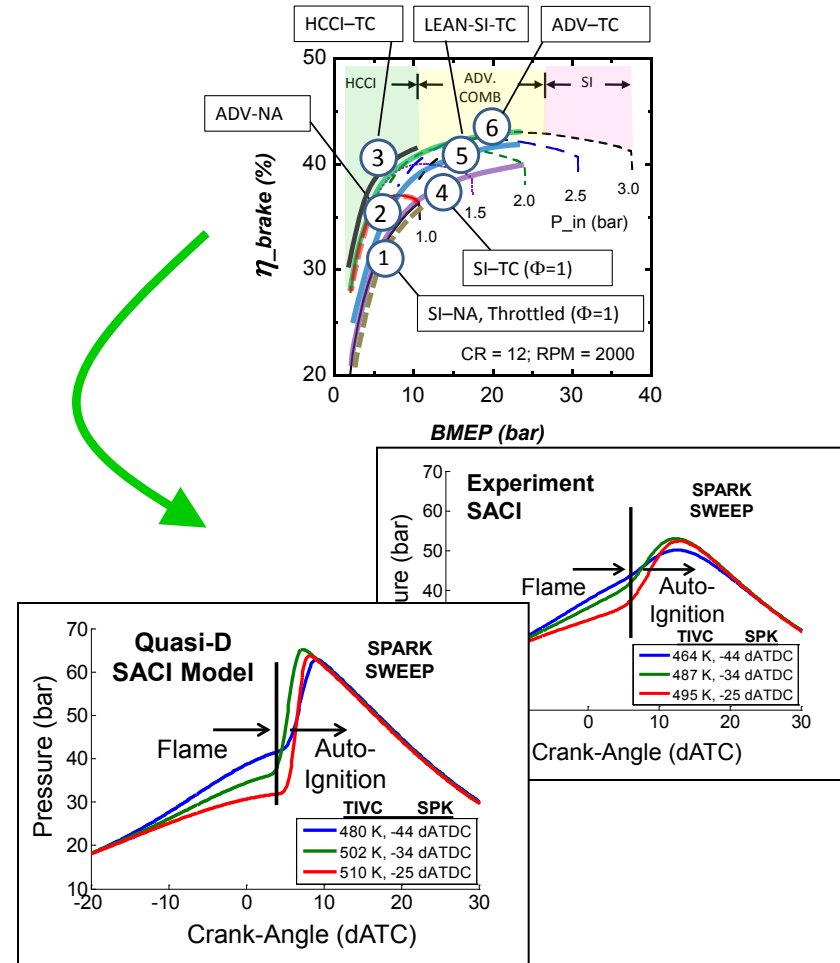 HCCI–TC
LEAN-SI-TC
ADV–TC
ADV-NA
50
40
30
20
η_brake (%)
HCCI
ADV.
COMB
SI
3
6
5
2
4
1
1.0
1.5
2.0
2.5
3.0
P_in (bar)
SI–TC (Φ=1)
SI–NA, Throttled (Φ=1)
CR = 12; RPM = 2000
0 10 20 30 40
BMEP (bar)
70
60
50
40
Experiment
SACI
SPARK
SWEEP
Flame
Auto-
Ignition
TIVC SPK
464 K, -44 dATDC
487 K, -34 dATDC
495 K, -25 dATDC
0 10 20 30
Crank-Angle (dATC)
70
60
50
40
30
20
10
Pressure (bar)
Quasi-D
SACI Model
SPARK
SWEEP
Flame
Auto-
Ignition
TIVC SPK
480 K, -44 dATDC
502 K, -34 dATDC
510 K, -25 dATDC
-20 -10 0 10 20 30
Crank-Angle (dATC)